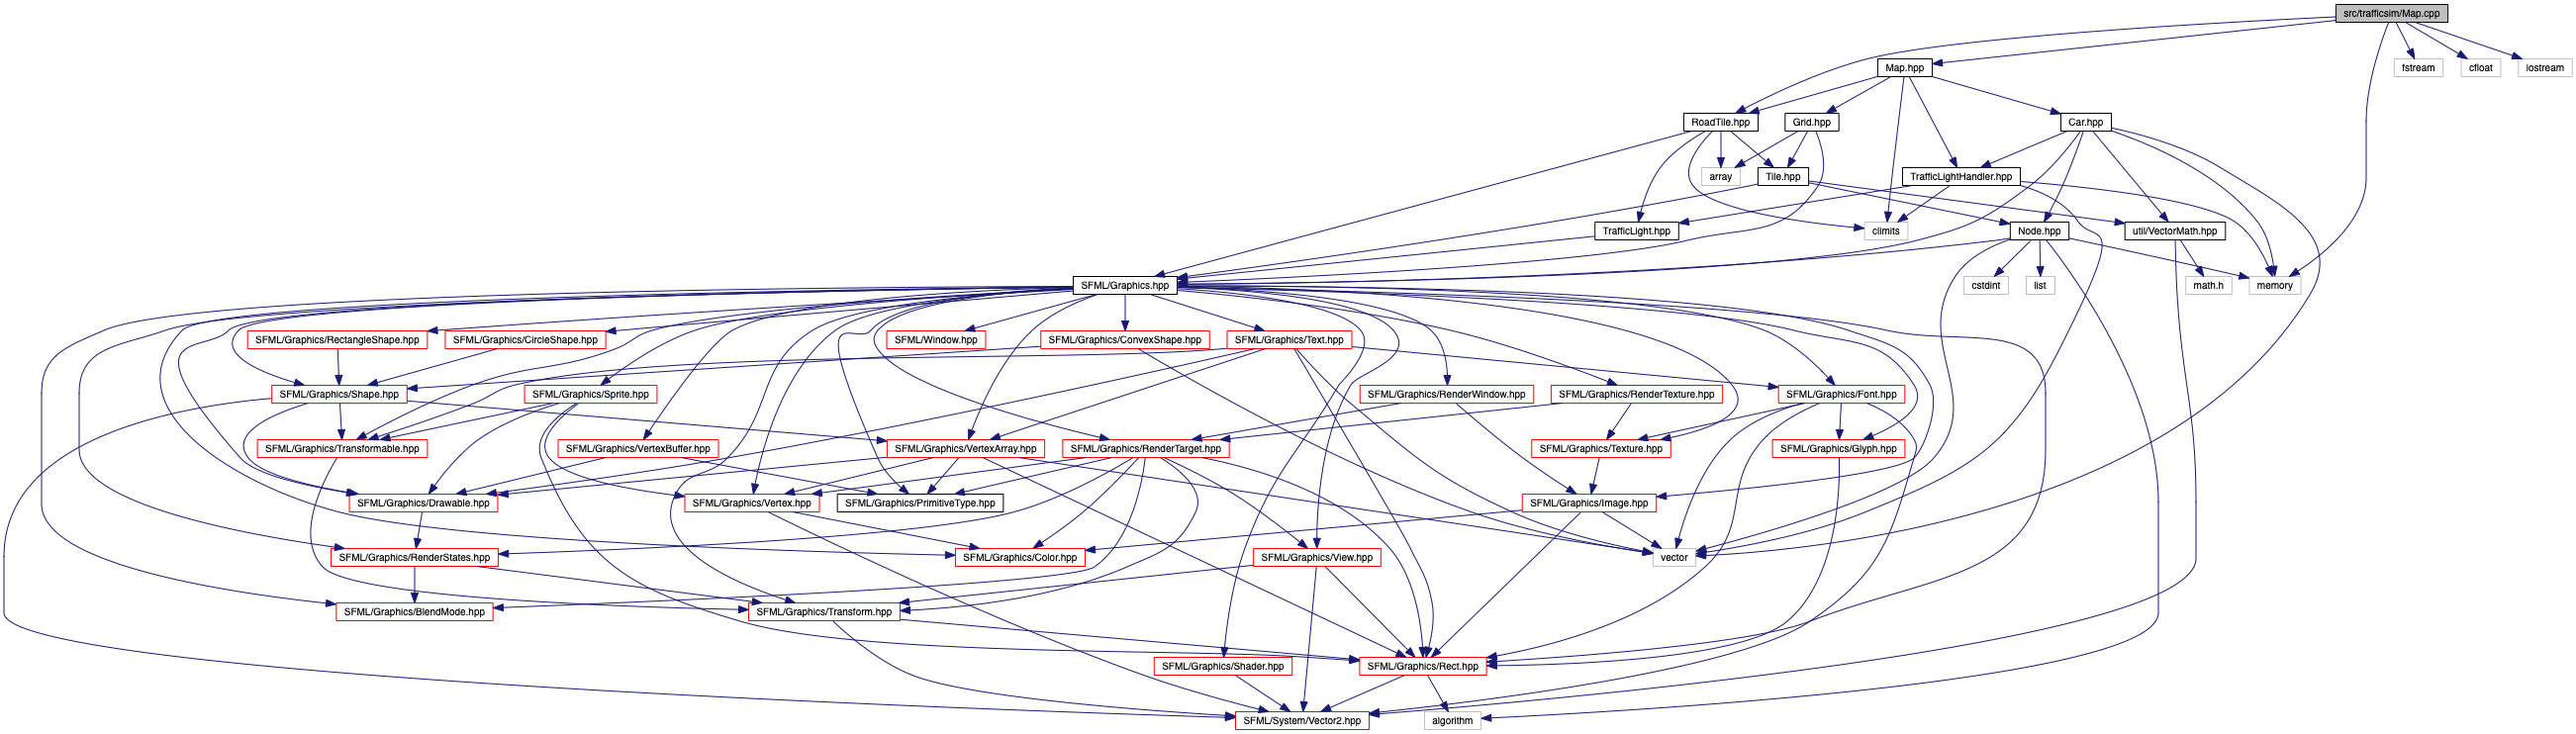 src/trafficsim/Map.cpp
Map.hpp
fstream
cfloat
iostream
RoadTile.hpp
Grid.hpp
Car.hpp
array
Tile.hpp
TrafficLightHandler.hpp
TrafficLight.hpp
climits
Node.hpp
util/VectorMath.hpp
SFML/Graphics.hpp
cstdint
list
math.h
memory
SFML/Graphics/RectangleShape.hpp
SFML/Graphics/CircleShape.hpp
SFML/Window.hpp
SFML/Graphics/ConvexShape.hpp
SFML/Graphics/Text.hpp
SFML/Graphics/Shape.hpp
SFML/Graphics/Sprite.hpp
SFML/Graphics/RenderWindow.hpp
SFML/Graphics/RenderTexture.hpp
SFML/Graphics/Font.hpp
SFML/Graphics/Transformable.hpp
SFML/Graphics/VertexBuffer.hpp
SFML/Graphics/VertexArray.hpp
SFML/Graphics/RenderTarget.hpp
SFML/Graphics/Texture.hpp
SFML/Graphics/Glyph.hpp
SFML/Graphics/Drawable.hpp
SFML/Graphics/Vertex.hpp
SFML/Graphics/PrimitiveType.hpp
SFML/Graphics/Image.hpp
SFML/Graphics/RenderStates.hpp
SFML/Graphics/Color.hpp
SFML/Graphics/View.hpp
vector
SFML/Graphics/BlendMode.hpp
SFML/Graphics/Transform.hpp
SFML/Graphics/Shader.hpp
SFML/Graphics/Rect.hpp
SFML/System/Vector2.hpp
algorithm